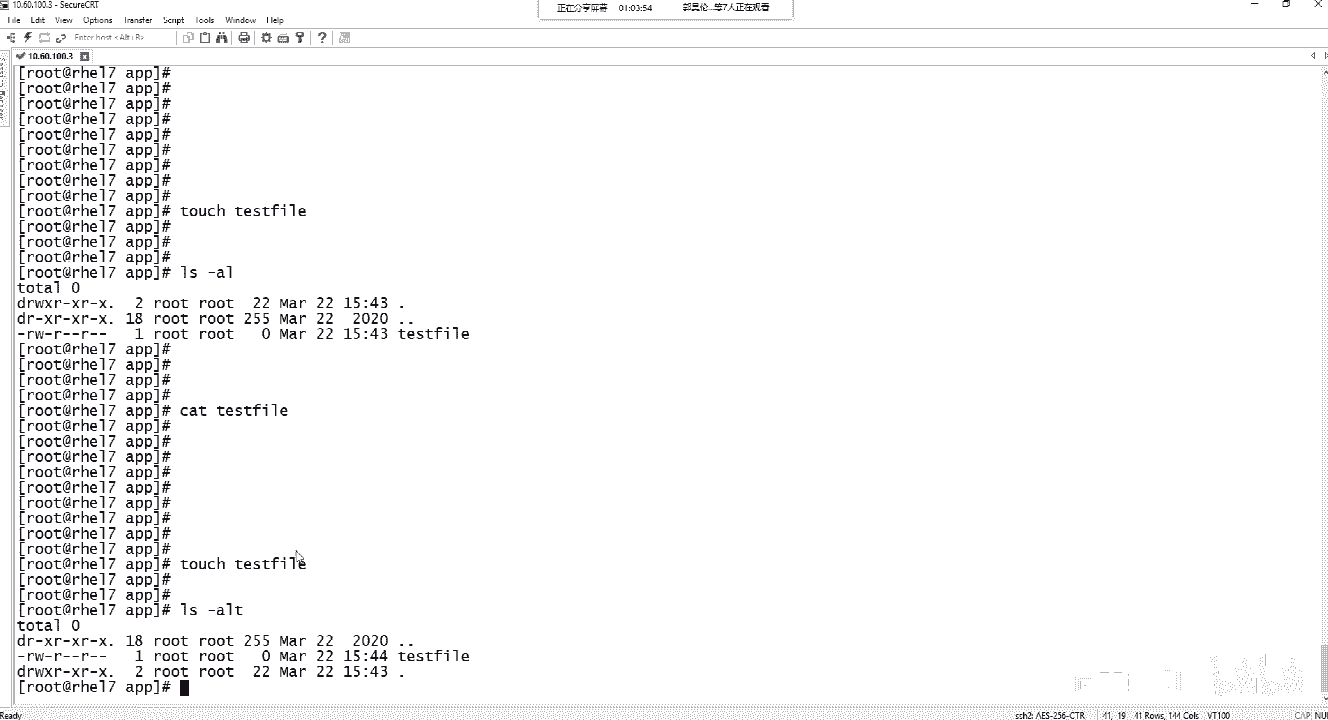 10.60.100.3 - SecureCRT
正在分享屏幕 01:03:54 郭昊伦...等7人正在观看
File Edit View Options Transfer Script Tools Window Help
Enter host <Alt+R>
10.60.100.3
[root@rhel7 app]#
[root@rhel7 app]#
[root@rhel7 app]#
[root@rhel7 app]#
[root@rhel7 app]#
[root@rhel7 app]#
[root@rhel7 app]#
[root@rhel7 app]#
[root@rhel7 app]#
[root@rhel7 app]# touch testfile
[root@rhel7 app]#
[root@rhel7 app]#
[root@rhel7 app]#
[root@rhel7 app]# ls -al
total 0
drwxr-xr-x. 2 root root 22 Mar 22 15:43 .
dr-xr-xr-x. 18 root root 255 Mar 22 2020 ..
-rw-r--r-- 1 root root 0 Mar 22 15:43 testfile
[root@rhel7 app]#
[root@rhel7 app]#
[root@rhel7 app]#
[root@rhel7 app]#
[root@rhel7 app]# cat testfile
[root@rhel7 app]#
[root@rhel7 app]#
[root@rhel7 app]#
[root@rhel7 app]#
[root@rhel7 app]#
[root@rhel7 app]#
[root@rhel7 app]#
[root@rhel7 app]#
[root@rhel7 app]#
[root@rhel7 app]# touch testfile
[root@rhel7 app]#
[root@rhel7 app]#
[root@rhel7 app]# ls -alt
total 0
dr-xr-xr-x. 18 root root 255 Mar 22 2020 ..
-rw-r--r-- 1 root root 0 Mar 22 15:44 testfile
drwxr-xr-x. 2 root root 22 Mar 22 15:43 .
[root@rhel7 app]#
Ready ssh2: AES-256-CTR 41, 19 41 Rows, 144 Cols VT100 CAP NU